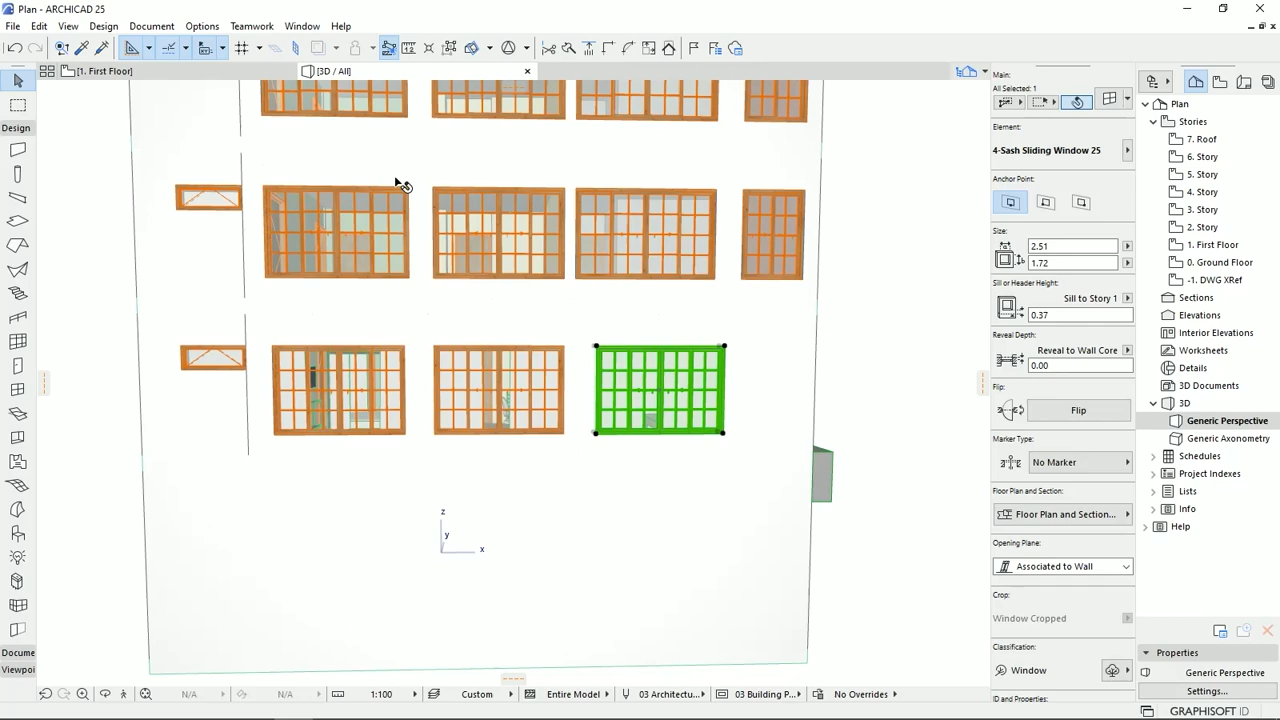 Plan - ARCHICAD 25
File Edit View Design Document Options Teamwork Window Help
[1. First Floor]
[3D / All]
Design
Main:
All Selected: 1
Element:
4-Sash Sliding Window 25
Anchor Point:
Size:
2.51
1.72
Sill or Header Height:
Sill to Story 1
0.37
Reveal Depth:
Reveal to Wall Core
0.00
Flip:
Flip
Marker Type:
No Marker
Floor Plan and Section:
Floor Plan and Section...
Opening Plane:
Associated to Wall
Crop:
Window Cropped
Classification:
Window
ID and Properties:
Plan
Stories
7. Roof
6. Story
5. Story
4. Story
3. Story
2. Story
1. First Floor
0. Ground Floor
-1. DWG XRef
Sections
Elevations
Interior Elevations
Worksheets
Details
3D Documents
3D
Generic Perspective
Generic Axonometry
Schedules
Project Indexes
Lists
Info
Help
Properties
Generic Perspective
Settings...
z
y
x
Docume
Viewpoi
N/A N/A 1:100 Custom Entire Model 03 Architectu... 03 Building P... No Overrides
GRAPHISOFT ID